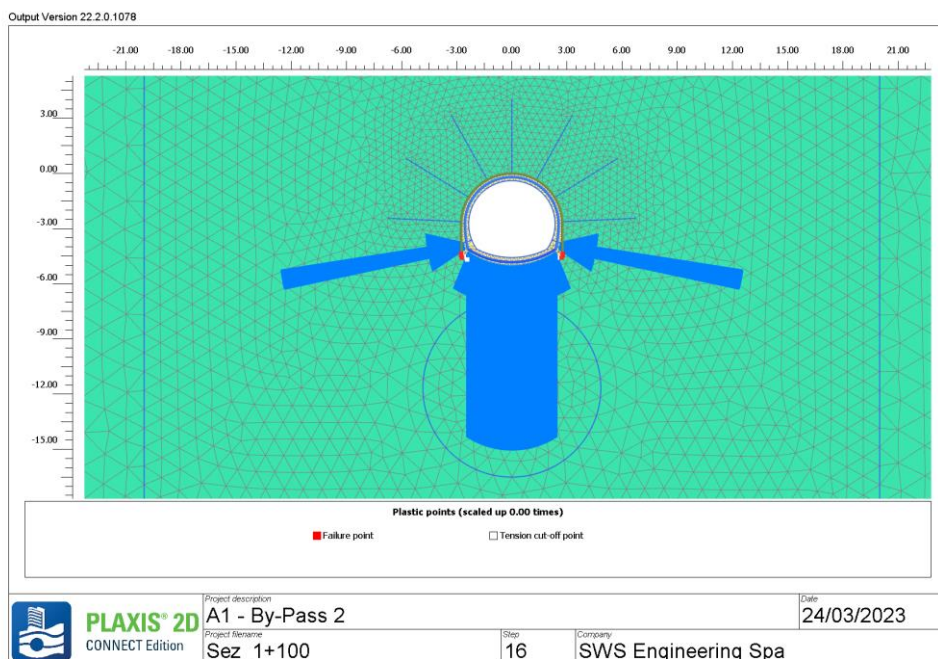 Output Version 22.2.0.1078
-21.00 -18.00 -15.00 -12.00 -9.00 -6.00 -3.00 0.00 3.00 6.00 9.00 12.00 15.00 18.00 21.00
3.00
0.00
-3.00
-6.00
-9.00
-12.00
-15.00
Plastic points (scaled up 0.00 times)
Failure point Tension cut-off point
PLAXIS® 2D
CONNECT Edition
Project description
A1 - By-Pass 2
Date
24/03/2023
Project filename
Sez_1+100
Step
16
Company
SWS Engineering Spa